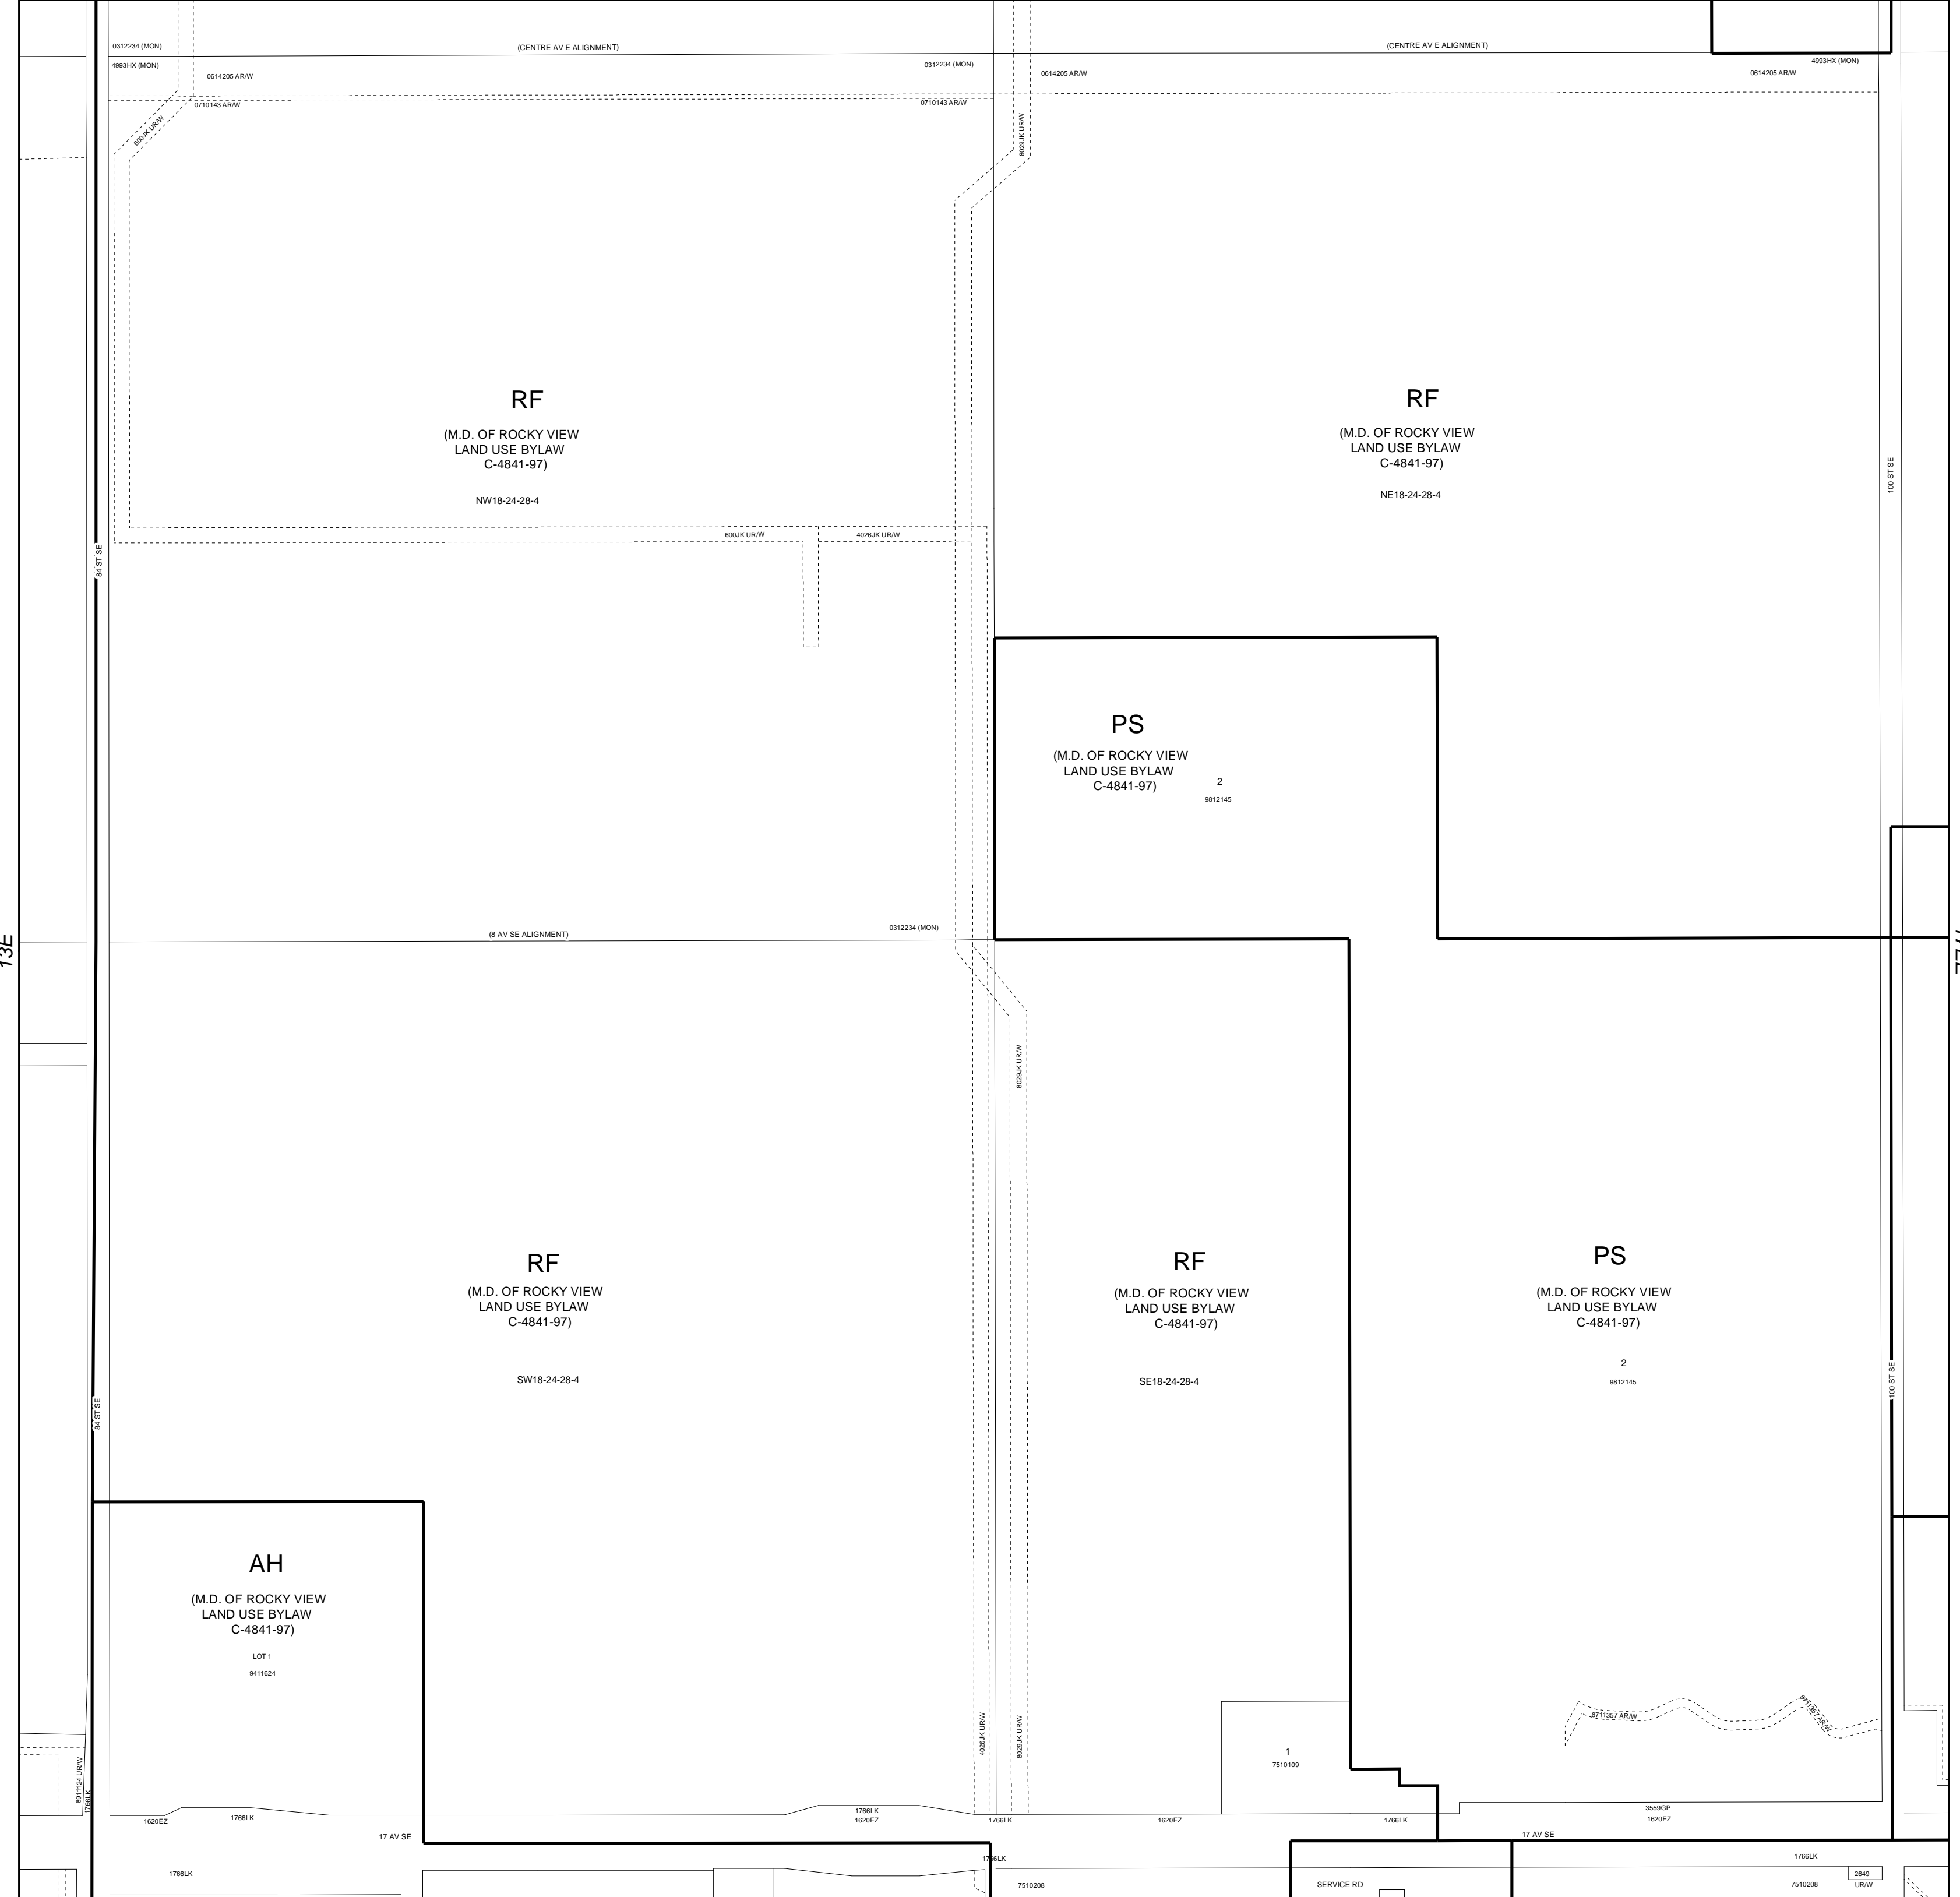 0312234 (MON)
(CENTRE AV E ALIGNMENT)
(CENTRE AV E ALIGNMENT)
4993HX (MON)
0614205 AR/W
0312234 (MON)
0614205 AR/W
0614205 AR/W
4993HX (MON)
0710143 AR/W
0710143 AR/W
600JK UR/W
8029JK UR/W
RF
(M.D. OF ROCKY VIEW
LAND USE BYLAW
C-4841-97)
NW18-24-28-4
RF
(M.D. OF ROCKY VIEW
LAND USE BYLAW
C-4841-97)
NE18-24-28-4
100 ST SE
84 ST SE
600JK UR/W
4026JK UR/W
PS
(M.D. OF ROCKY VIEW
LAND USE BYLAW
C-4841-97)
2
9812145
13E
(8 AV SE ALIGNMENT)
0312234 (MON)
8029JK UR/W
RF
(M.D. OF ROCKY VIEW
LAND USE BYLAW
C-4841-97)
SW18-24-28-4
RF
(M.D. OF ROCKY VIEW
LAND USE BYLAW
C-4841-97)
SE18-24-28-4
PS
(M.D. OF ROCKY VIEW
LAND USE BYLAW
C-4841-97)
2
9812145
100 ST SE
84 ST SE
AH
(M.D. OF ROCKY VIEW
LAND USE BYLAW
C-4841-97)
LOT 1
9411624
4026JK UR/W
8029JK UR/W
1
7510109
8711357 AR/W
8711357 AR/W
8911124 UR/W
1766LK
1620EZ
1766LK
1766LK
1620EZ
1766LK
1620EZ
1766LK
3559GP
1620EZ
17 AV SE
17 AV SE
1766LK
1766LK
1766LK
7510208
SERVICE RD
7510208
2649
UR/W